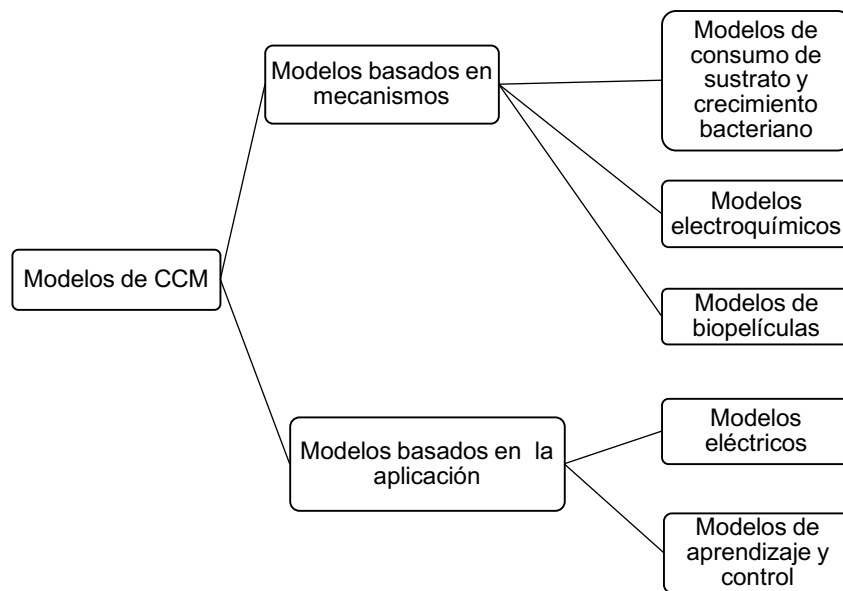 Modelos de CCM
Modelos basados en
mecanismos
Modelos de
consumo de
sustrato y
crecimiento
bacteriano
Modelos
electroquímicos
Modelos de
biopelículas
Modelos basados en  la
aplicación
Modelos
eléctricos
Modelos de
aprendizaje y
control